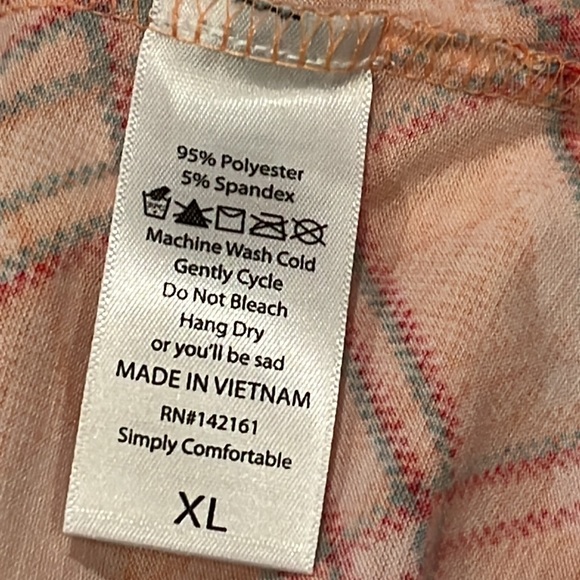 95% Polyester
5% Spandex
Machine Wash Cold
Gently Cycle
Do Not Bleach
Hang Dry
or you'll be sad
MADE IN VIETNAM
RN#142161
Simply Comfortable
XL